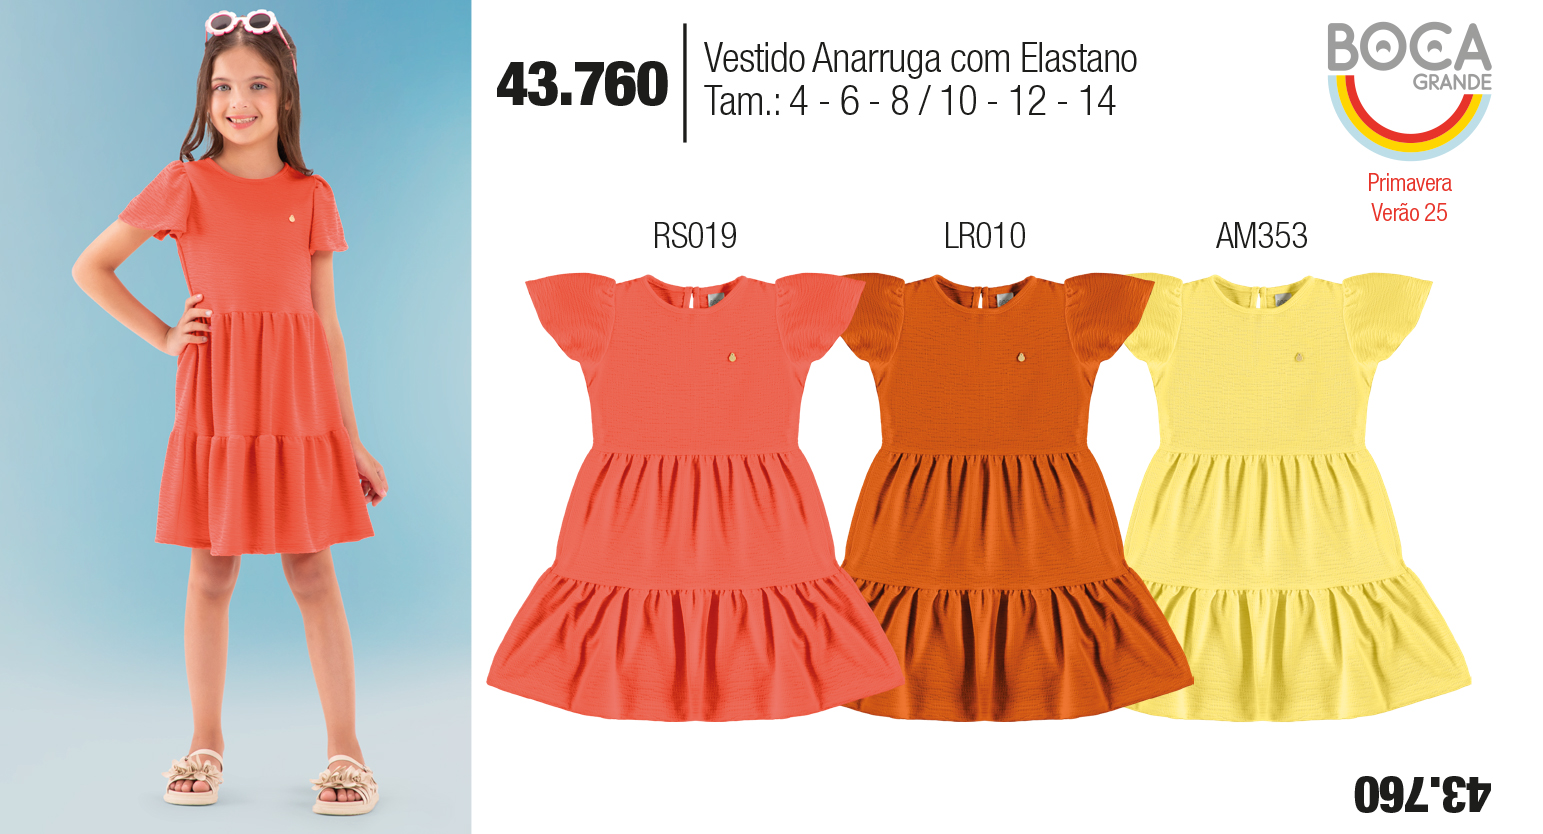 43.760
Vestido Anarruga com Elastano
Tam.: 4 - 6 - 8 / 10 - 12 - 14
BOCA
GRANDE
Primavera
Verão 25
RS019
LR010
AM353
43.760